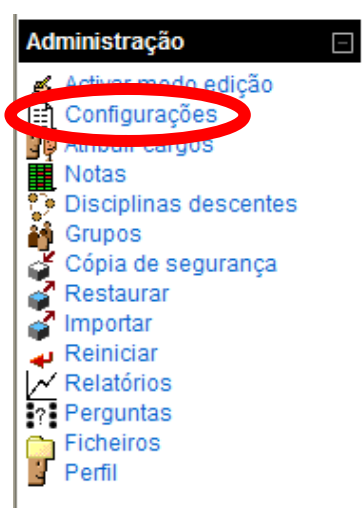 Administração
Activar modo edição
Configurações
Atribuir cargos
Notas
Disciplinas descentes
Grupos
Cópia de segurança
Restaurar
Importar
Reiniciar
Relatórios
Perguntas
Ficheiros
Perfil